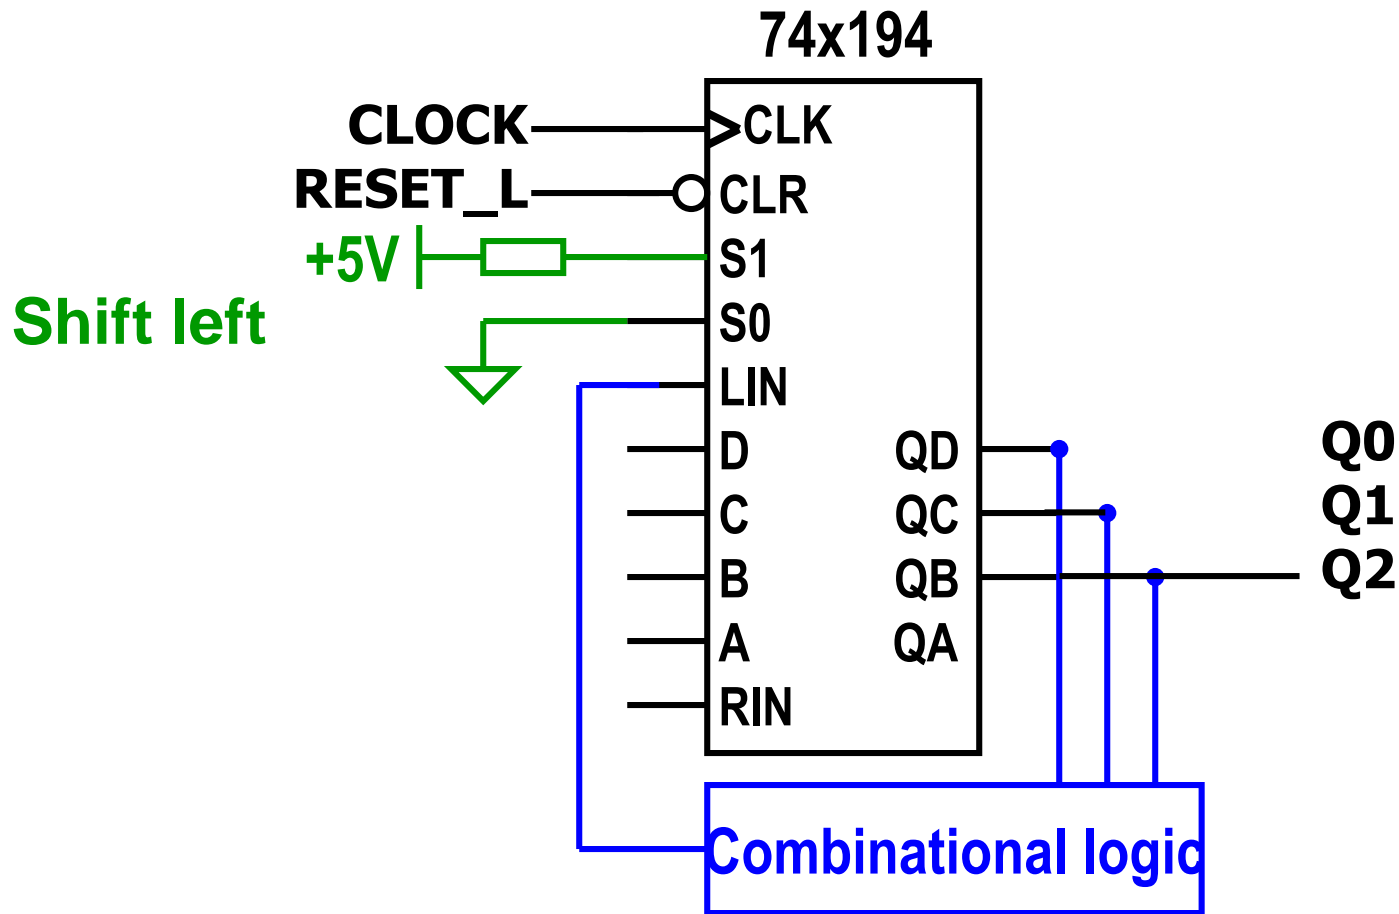 74x194
CLOCK
CLK
RESET_L
CLR
+5V
S1
Shift left
S0
LIN
D
QD
Q0
C
QC
Q1
B
QB
Q2
A
QA
RIN
Combinational logic